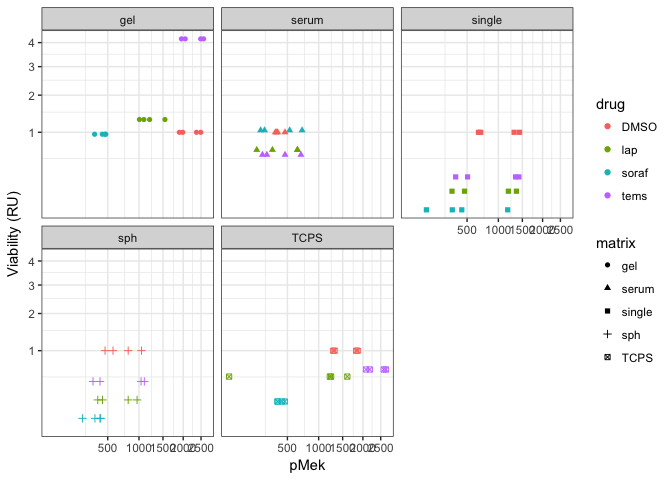 gel serum single
4
3
2
1
500 1000 1500 2000 2500
sph TCPS
4
3
2
1
500 1000 1500 2000 2500 500 1000 1500 2000 2500
pMek
Viability (RU)
drug
DMSO
lap
soraf
tems
matrix
gel
serum
single
sph
TCPS